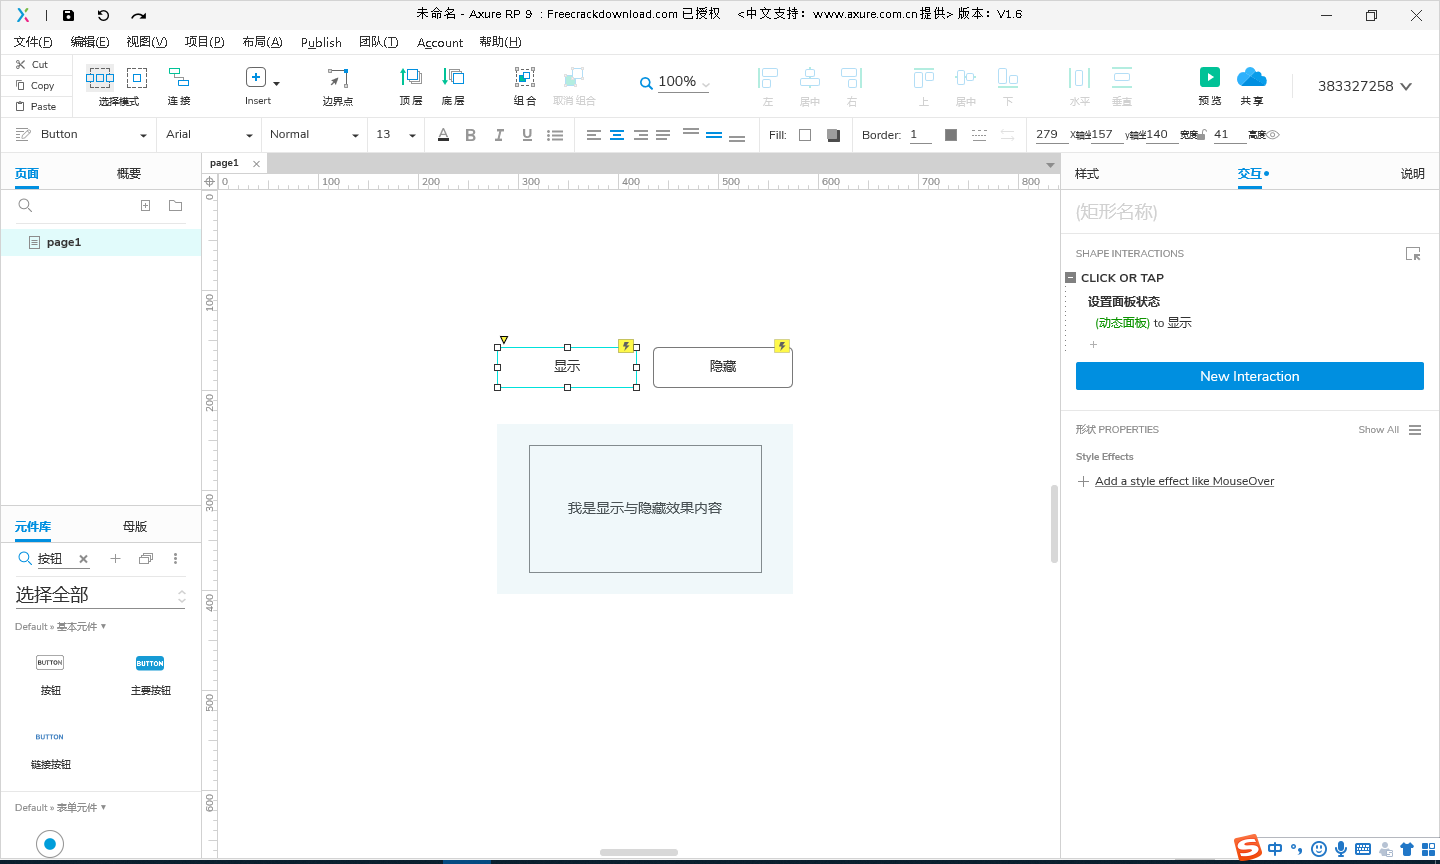 未命名 - Axure RP 9 : Freecrackdownload.com 已授权 <中文支持：www.axure.com.cn 提供> 版本：V1.6
文件(F) 编辑(E) 视图(V) 项目(P) 布局(A) Publish 团队(T) Account 帮助(H)
Cut
Copy
Paste
选择模式 连接 Insert 边界点 顶层 底层 组合 取消组合 100% 左 居中 右 上 居中 下 水平 垂直 预览 共享 383327258
Button Arial Normal 13 B I U Fill: Border: 1 279 X轴坐 157 y轴坐 140 宽度 41 高度
页面 概要
page1
page1
0 100 200 300 400 500 600 700 800
0
100
200
300
400
500
600
显示 隐藏
我是显示与隐藏效果内容
元件库 母版
按钮
选择全部
Default » 基本元件 ▾
BUTTON BUTTON
按钮 主要按钮
BUTTON
链接按钮
Default » 表单元件 ▾
样式 交互 说明
(矩形名称)
SHAPE INTERACTIONS
CLICK OR TAP
设置面板状态
(动态面板) to 显示
+
New Interaction
形状 PROPERTIES Show All
Style Effects
Add a style effect like MouseOver
S 中